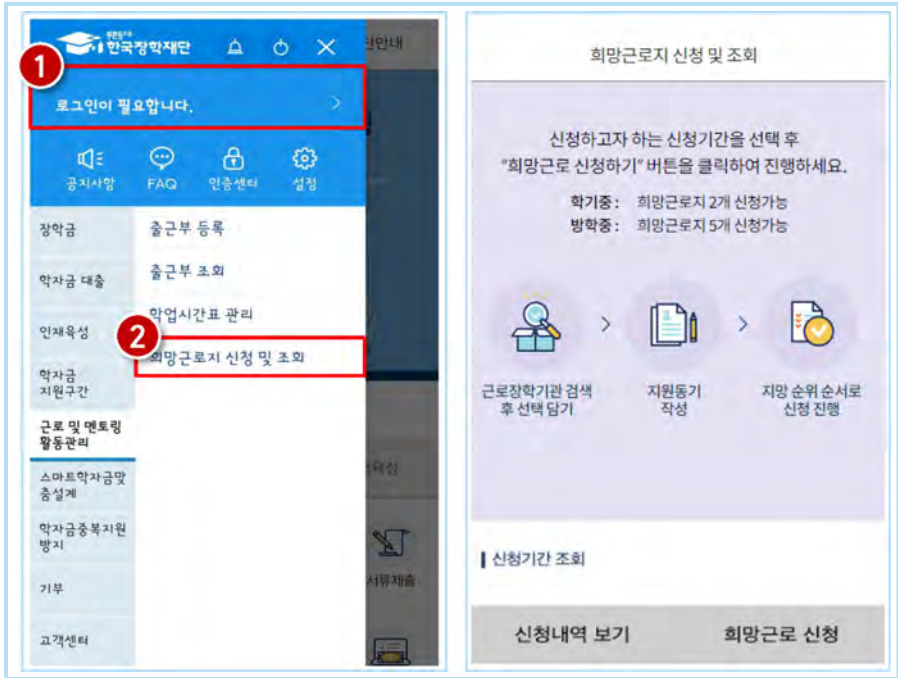 푸른등대
한국장학재단
1
로그인이 필요합니다.
공지사항 FAQ 인증센터 설정
장학금
학자금 대출
인재육성
학자금
지원구간
근로 및 멘토링
활동관리
스마트학자금맞
춤설계
학자금중복지원
방지
기부
고객센터
출근부 등록
출근부 조회
학업시간표 관리
2
희망근로지 신청 및 조회
단안내
육성
서류제출
희망근로지 신청 및 조회
신청하고자 하는 신청기간을 선택 후
"희망근로 신청하기" 버튼을 클릭하여 진행하세요.
학기중 : 희망근로지 2개 신청가능
방학중 : 희망근로지 5개 신청가능
근로장학기관 검색
후 선택 담기
지원동기
작성
지망 순위 순서로
신청 진행
신청기간 조회
신청내역 보기 희망근로 신청